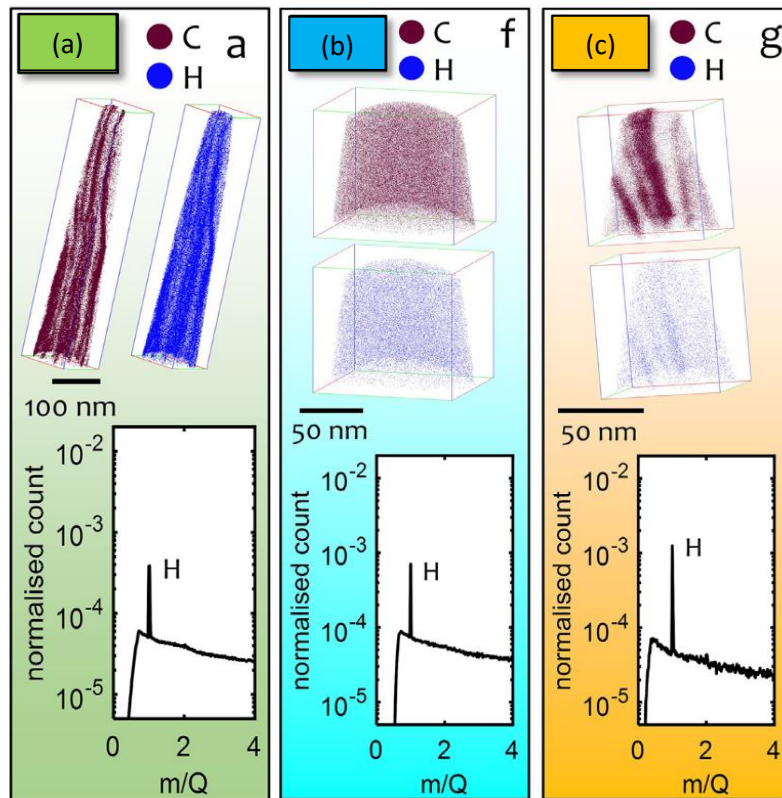 (a) C a
H
100 nm
10-2
10-3
10-4
10-5
normalised count
H
0 2 4
m/Q
(b) C f
H
50 nm
10-2
10-3
10-4
10-5
normalised count
H
0 2 4
m/Q
(c) C g
H
50 nm
10-2
10-3
10-4
10-5
normalised count
H
0 2 4
m/Q